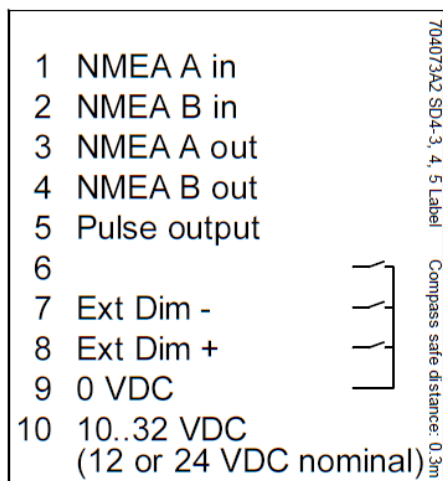 1 NMEA A in
2 NMEA B in
3 NMEA A out
4 NMEA B out
5 Pulse output
6
7 Ext Dim -
8 Ext Dim +
9 0 VDC
10 10..32 VDC
(12 or 24 VDC nominal)
704073A2 SD4-3, 4, 5 Label Compass safe distance: 0.3m